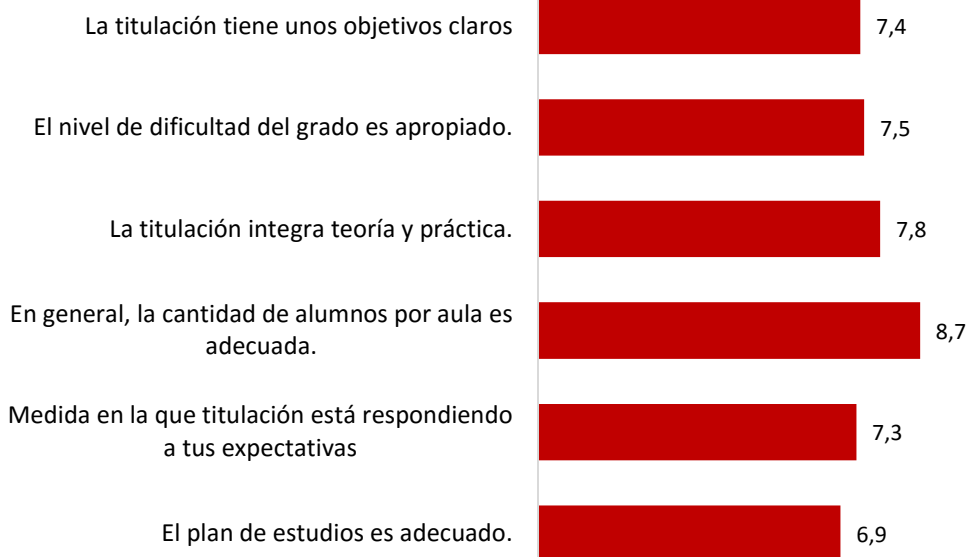 La titulación tiene unos objetivos claros
7,4
El nivel de dificultad del grado es apropiado.
7,5
La titulación integra teoría y práctica.
7,8
En general, la cantidad de alumnos por aula es
adecuada.
8,7
Medida en la que titulación está respondiendo
a tus expectativas
7,3
El plan de estudios es adecuado.
6,9